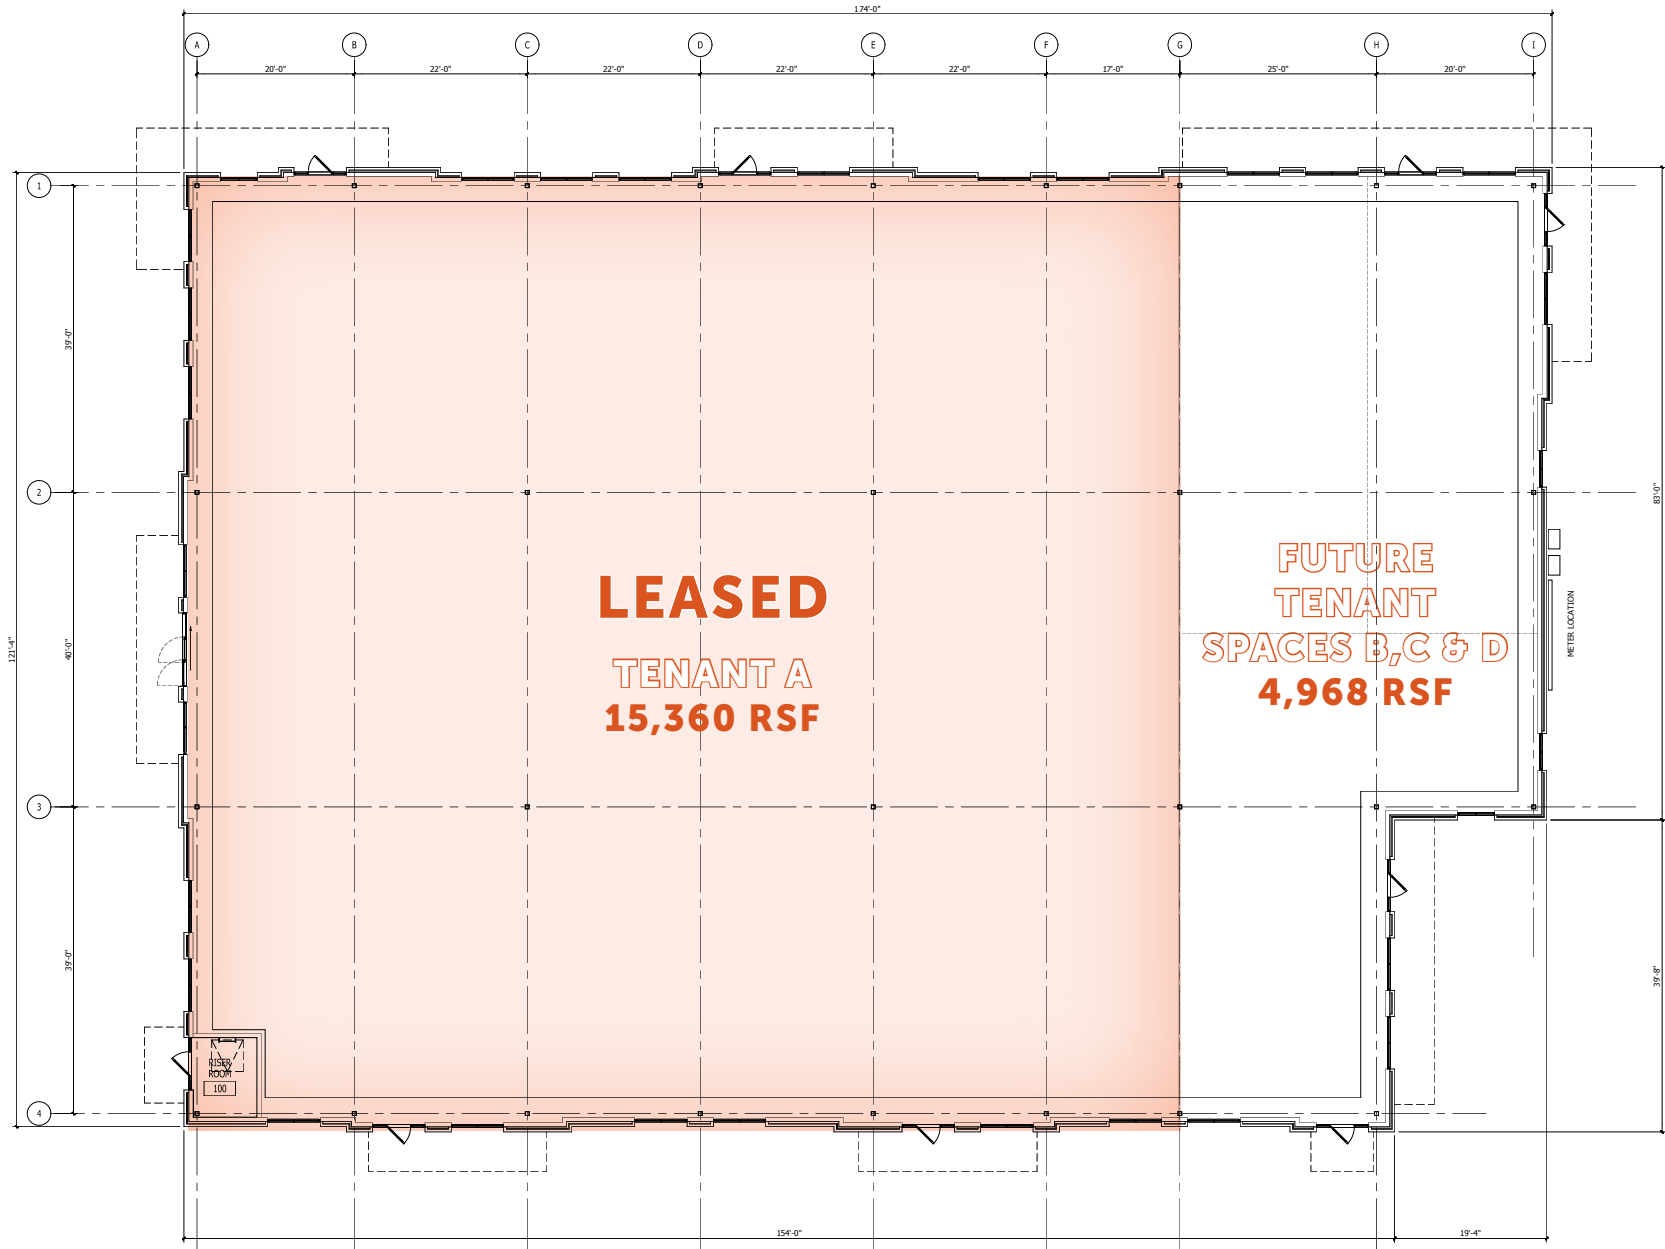 174'-0"
A B C D E F G H I
20'-0" 22'-0" 22'-0" 22'-0" 22'-0" 17'-0" 25'-0" 20'-0"
1
39'-0"
2
83'-0"
FUTURE
TENANT
SPACES B,C & D
4,968 RSF
LEASED
TENANT A
15,360 RSF
METER LOCATION
121'-4"
40'-0"
3
39'-0"
39'-8"
RISER
ROOM
100
4
154'-0"
19'-4"